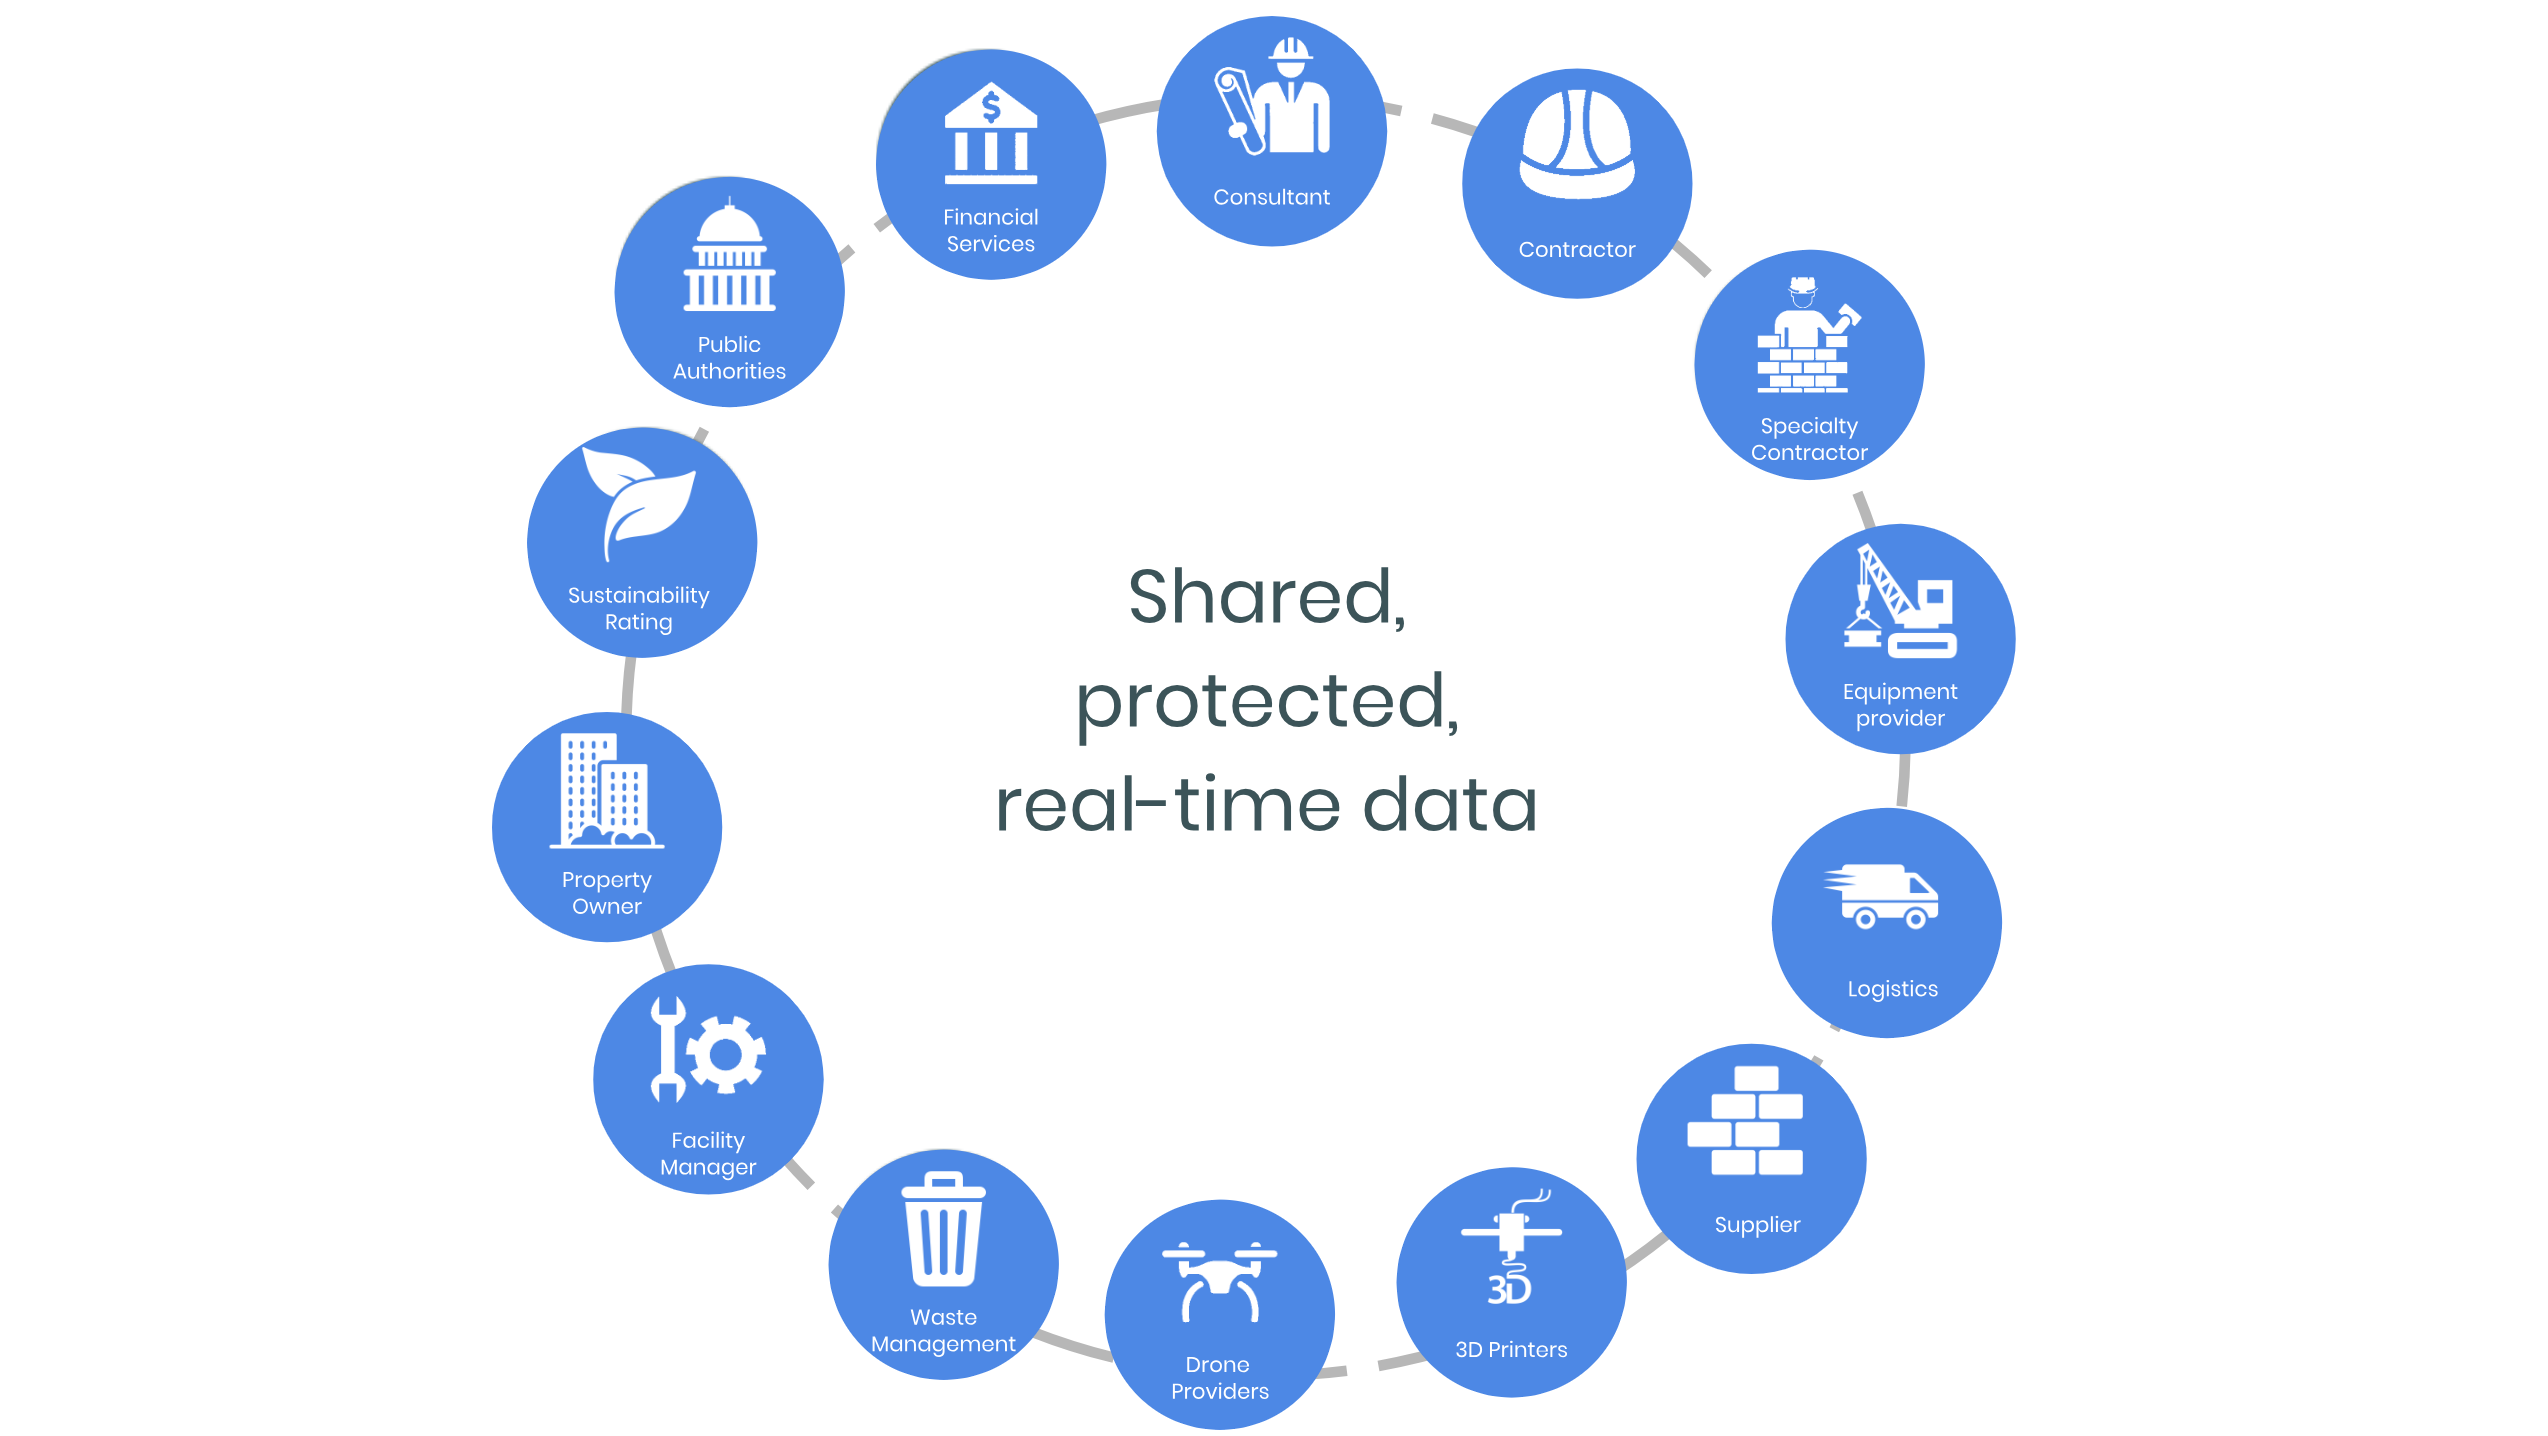 Consultant
Contractor
Specialty
Contractor
Equipment
provider
Logistics
Supplier
3D
3D Printers
Drone
Providers
Waste
Management
Facility
Manager
Property
Owner
Sustainability
Rating
Public
Authorities
$
Financial
Services
Shared,
protected,
real-time data